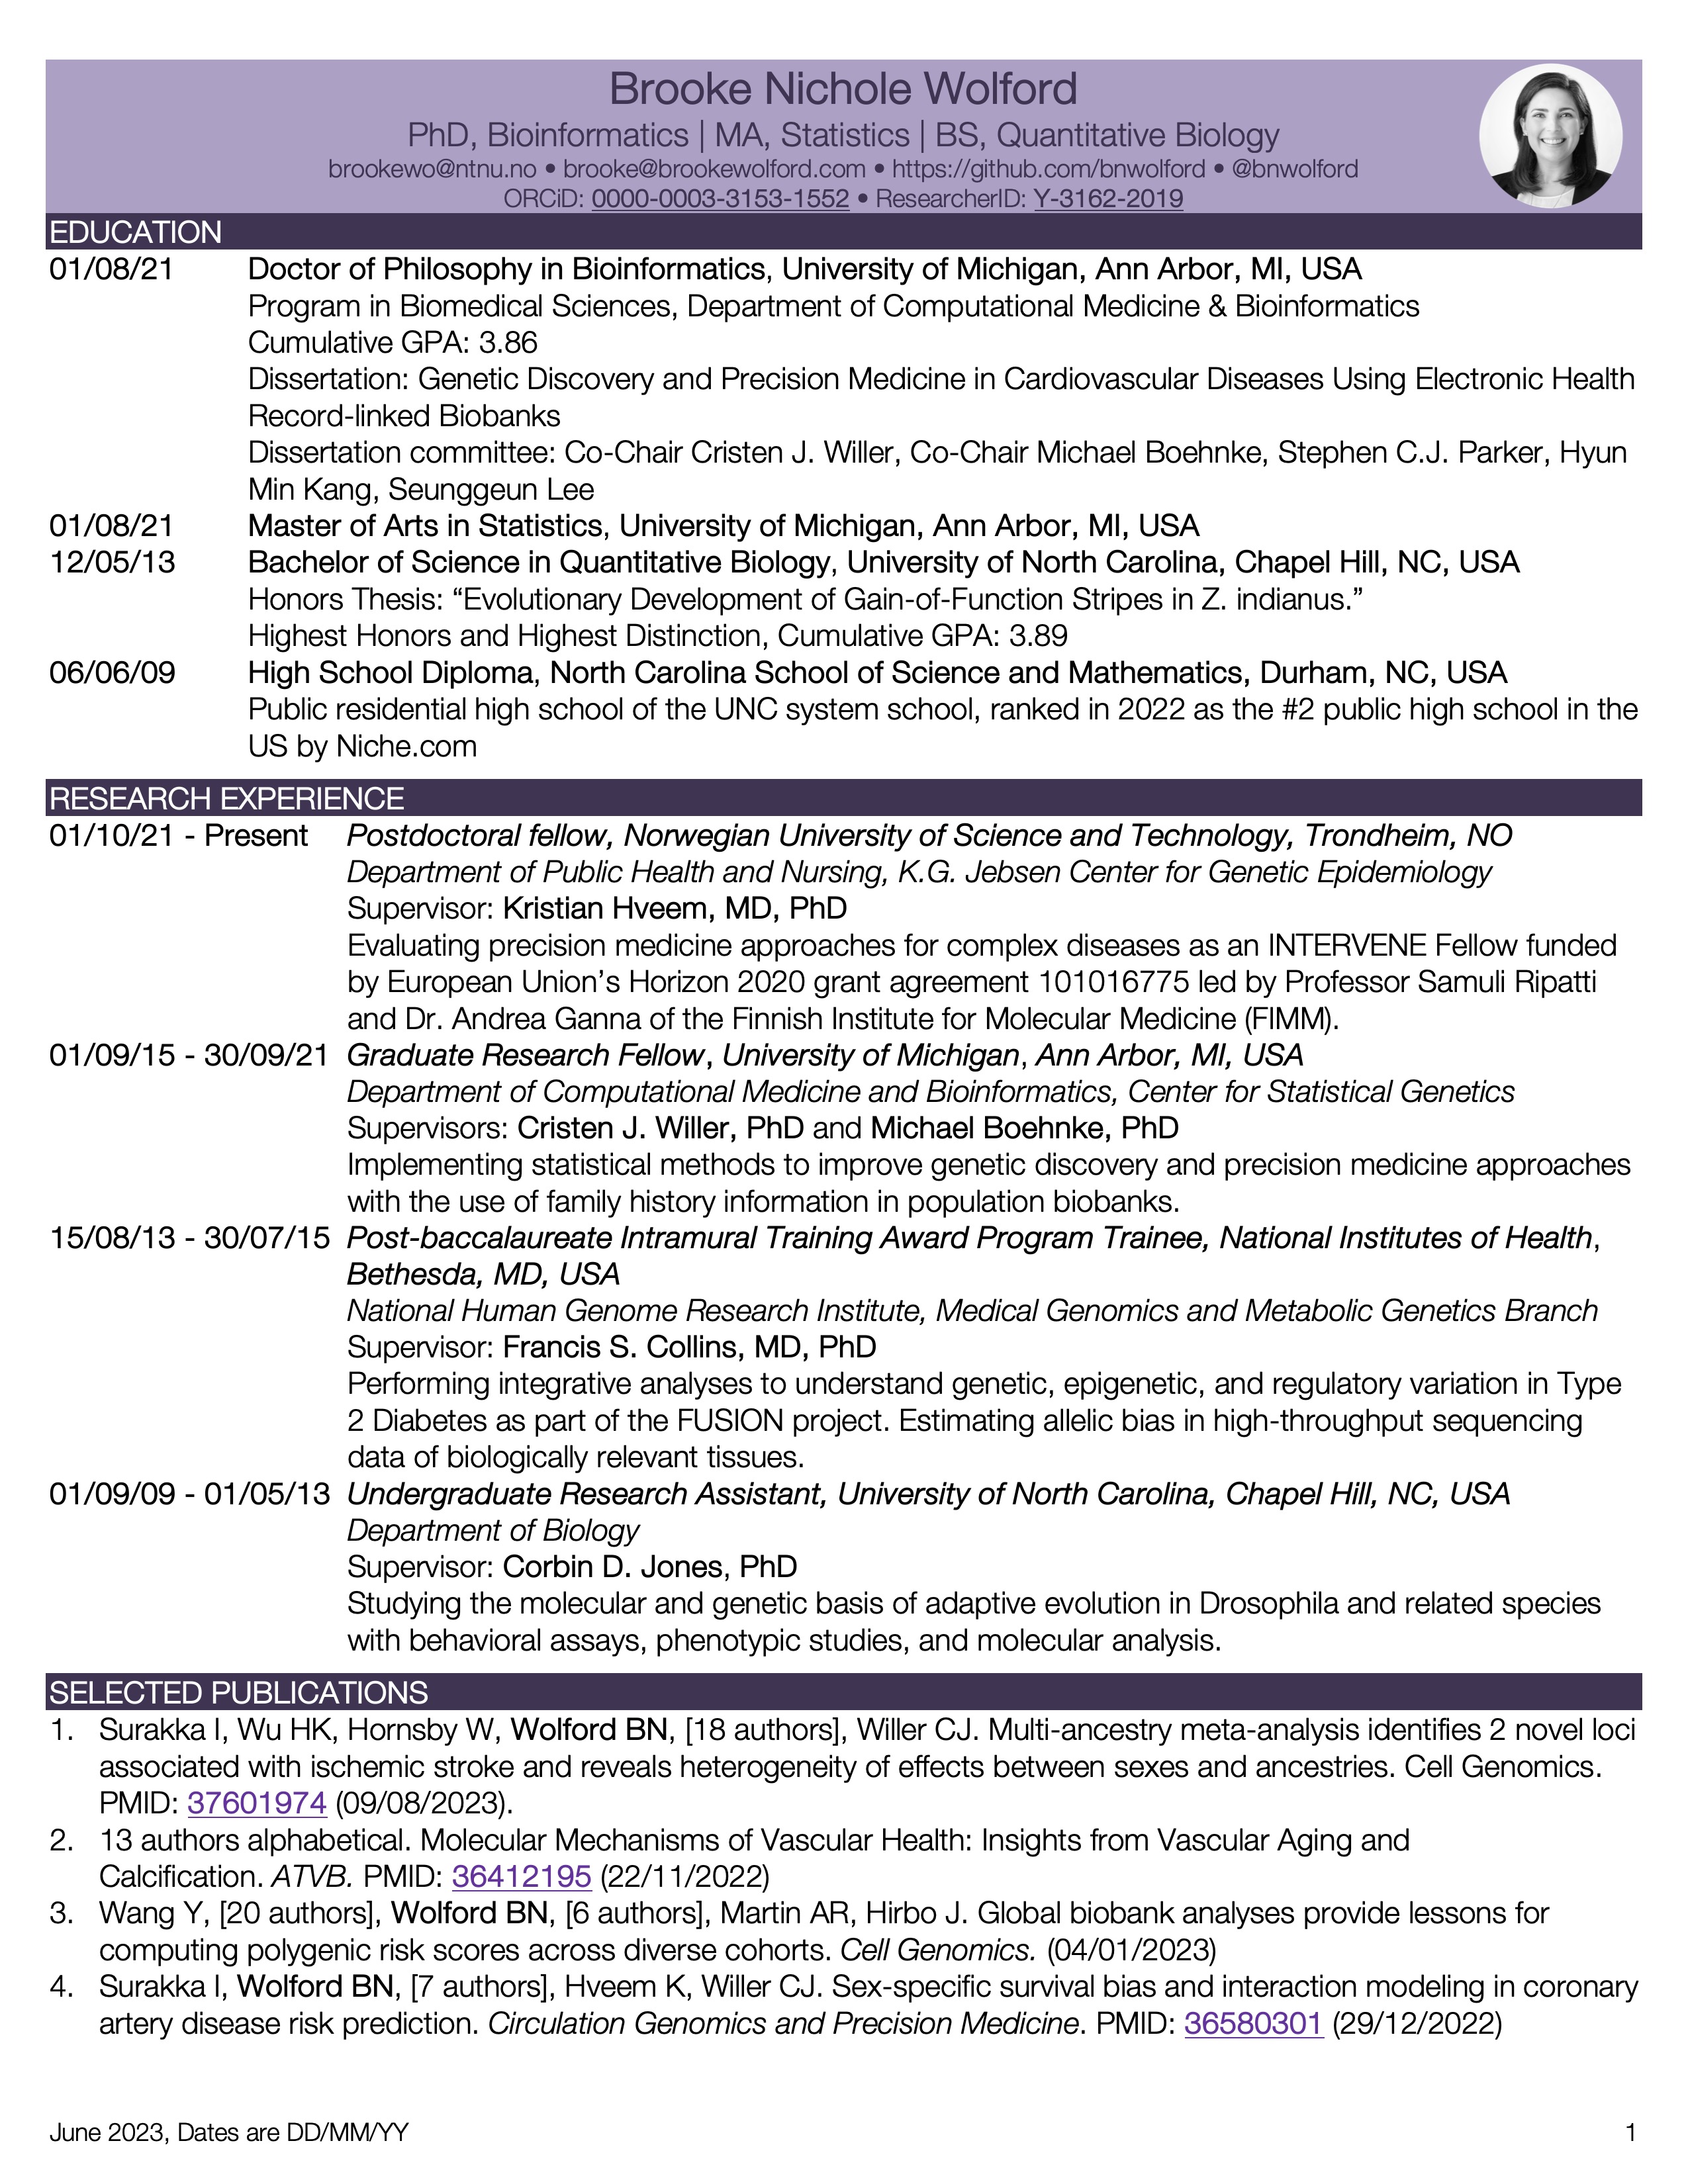 Brooke Nichole Wolford
PhD, Bioinformatics | MA, Statistics | BS, Quantitative Biology
brookewo@ntnu.no • brooke@brookewolford.com • https://github.com/bnwolford • @bnwolford
ORCiD: 0000-0003-3153-1552 • ResearcherID: Y-3162-2019
EDUCATION
01/08/21 Doctor of Philosophy in Bioinformatics, University of Michigan, Ann Arbor, MI, USA
Program in Biomedical Sciences, Department of Computational Medicine & Bioinformatics
Cumulative GPA: 3.86
Dissertation: Genetic Discovery and Precision Medicine in Cardiovascular Diseases Using Electronic Health
Record-linked Biobanks
Dissertation committee: Co-Chair Cristen J. Willer, Co-Chair Michael Boehnke, Stephen C.J. Parker, Hyun
Min Kang, Seunggeun Lee
01/08/21 Master of Arts in Statistics, University of Michigan, Ann Arbor, MI, USA
12/05/13 Bachelor of Science in Quantitative Biology, University of North Carolina, Chapel Hill, NC, USA
Honors Thesis: “Evolutionary Development of Gain-of-Function Stripes in Z. indianus.”
Highest Honors and Highest Distinction, Cumulative GPA: 3.89
06/06/09 High School Diploma, North Carolina School of Science and Mathematics, Durham, NC, USA
Public residential high school of the UNC system school, ranked in 2022 as the #2 public high school in the
US by Niche.com
RESEARCH EXPERIENCE
01/10/21 - Present Postdoctoral fellow, Norwegian University of Science and Technology, Trondheim, NO
Department of Public Health and Nursing, K.G. Jebsen Center for Genetic Epidemiology
Supervisor: Kristian Hveem, MD, PhD
Evaluating precision medicine approaches for complex diseases as an INTERVENE Fellow funded
by European Union’s Horizon 2020 grant agreement 101016775 led by Professor Samuli Ripatti
and Dr. Andrea Ganna of the Finnish Institute for Molecular Medicine (FIMM).
01/09/15 - 30/09/21 Graduate Research Fellow, University of Michigan, Ann Arbor, MI, USA
Department of Computational Medicine and Bioinformatics, Center for Statistical Genetics
Supervisors: Cristen J. Willer, PhD and Michael Boehnke, PhD
Implementing statistical methods to improve genetic discovery and precision medicine approaches
with the use of family history information in population biobanks.
15/08/13 - 30/07/15 Post-baccalaureate Intramural Training Award Program Trainee, National Institutes of Health,
Bethesda, MD, USA
National Human Genome Research Institute, Medical Genomics and Metabolic Genetics Branch
Supervisor: Francis S. Collins, MD, PhD
Performing integrative analyses to understand genetic, epigenetic, and regulatory variation in Type
2 Diabetes as part of the FUSION project. Estimating allelic bias in high-throughput sequencing
data of biologically relevant tissues.
01/09/09 - 01/05/13 Undergraduate Research Assistant, University of North Carolina, Chapel Hill, NC, USA
Department of Biology
Supervisor: Corbin D. Jones, PhD
Studying the molecular and genetic basis of adaptive evolution in Drosophila and related species
with behavioral assays, phenotypic studies, and molecular analysis.
SELECTED PUBLICATIONS
1. Surakka I, Wu HK, Hornsby W, Wolford BN, [18 authors], Willer CJ. Multi-ancestry meta-analysis identifies 2 novel loci
associated with ischemic stroke and reveals heterogeneity of effects between sexes and ancestries. Cell Genomics.
PMID: 37601974 (09/08/2023).
2. 13 authors alphabetical. Molecular Mechanisms of Vascular Health: Insights from Vascular Aging and
Calcification. ATVB. PMID: 36412195 (22/11/2022)
3. Wang Y, [20 authors], Wolford BN, [6 authors], Martin AR, Hirbo J. Global biobank analyses provide lessons for
computing polygenic risk scores across diverse cohorts. Cell Genomics. (04/01/2023)
4. Surakka I, Wolford BN, [7 authors], Hveem K, Willer CJ. Sex-specific survival bias and interaction modeling in coronary
artery disease risk prediction. Circulation Genomics and Precision Medicine. PMID: 36580301 (29/12/2022)
June 2023, Dates are DD/MM/YY 1